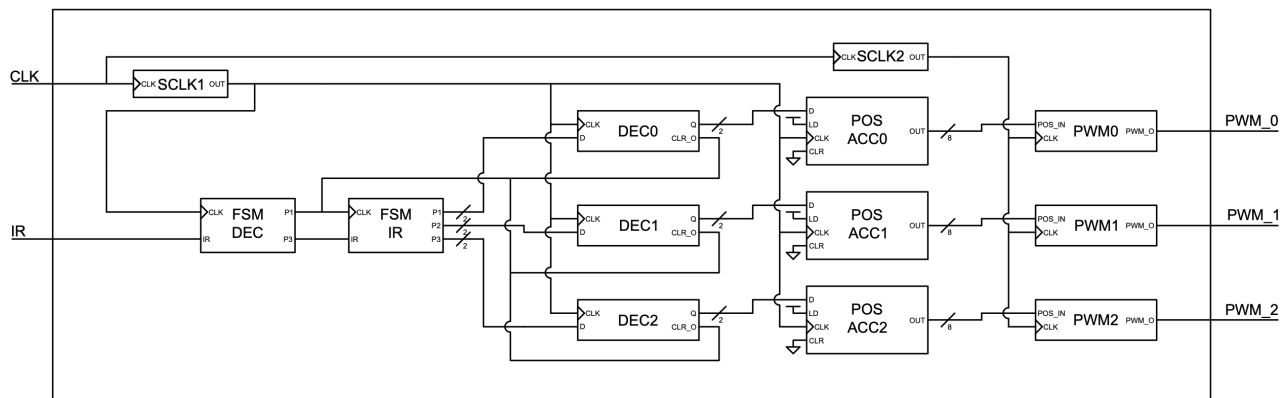 CLK
CLK SCLK1 OUT
CLK SCLK2 OUT
IR
CLK FSM DEC P1
IR P3
CLK FSM IR P1
P2
IR P3
2
2
2
CLK DEC0 Q
D CLR_O
2
CLK DEC1 Q
D CLR_O
2
CLK DEC2 Q
D CLR_O
2
D
LD
CLK
CLR
POS
ACC0
OUT
8
D
LD
CLK
CLR
POS
ACC1
OUT
8
D
LD
CLK
CLR
POS
ACC2
OUT
8
POS_IN
CLK
PWM0
PWM_O
PWM_0
POS_IN
CLK
PWM1
PWM_O
PWM_1
POS_IN
CLK
PWM2
PWM_O
PWM_2